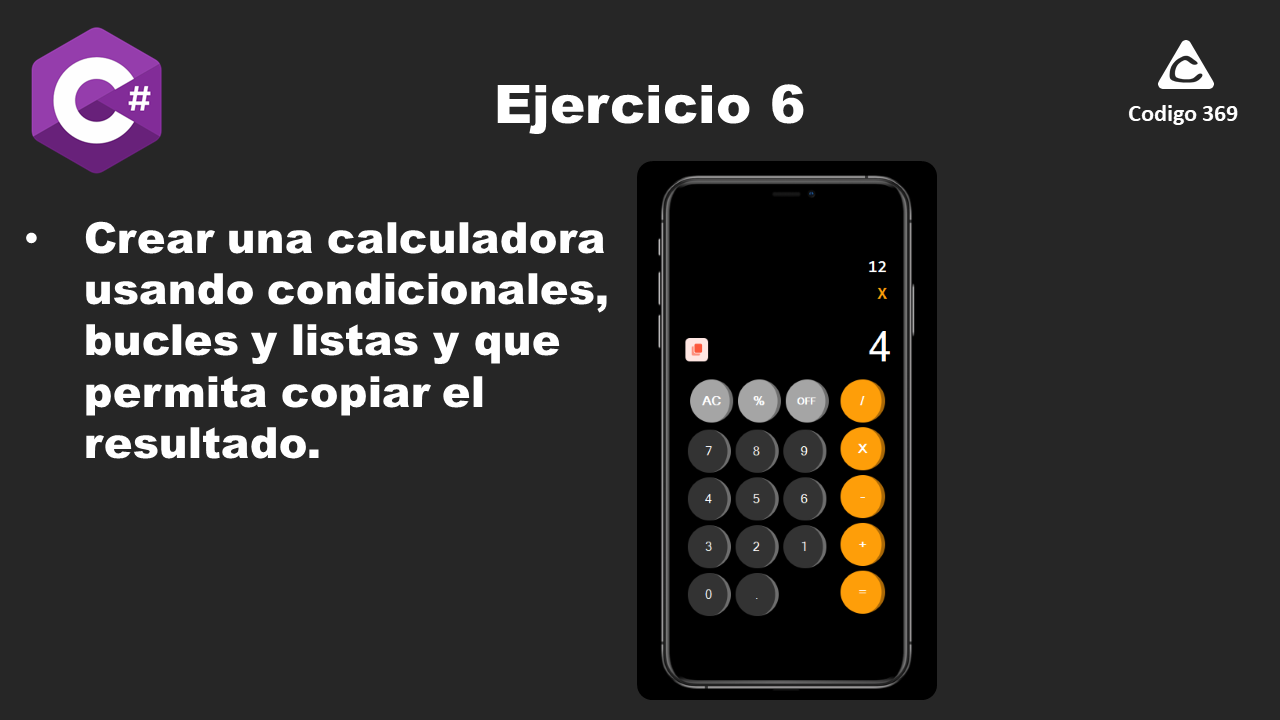 C#
Ejercicio 6
C
Codigo 369
• Crear una calculadora
usando condicionales,
bucles y listas y que
permita copiar el
resultado.
12
X
4
AC % OFF /
7 8 9 X
4 5 6 -
3 2 1 +
0 . =